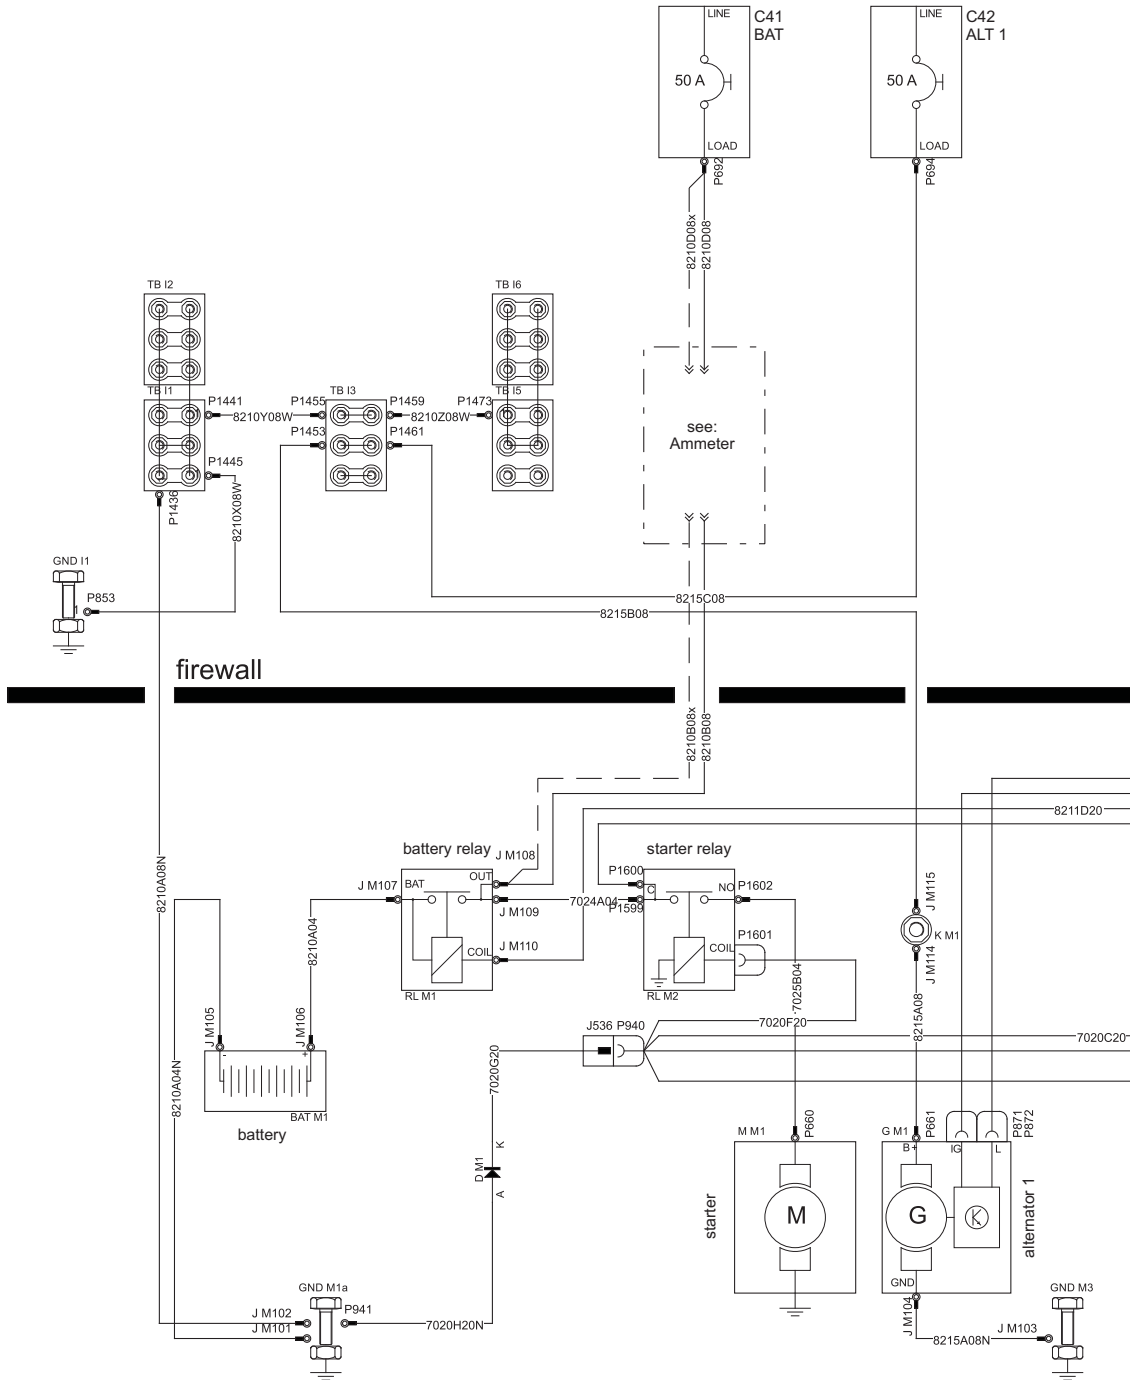 LINE
C41
BAT
50 A
LOAD
P692
LINE
C42
ALT 1
50 A
LOAD
P694
8210D08x
8210D08
TB I2
TB I6
TB I1
P1441
8210Y08W
P1455
TB I3
P1459
8210Z08W
P1473
TB I5
P1453
P1461
P1445
P1436
8210X08W
see:
Ammeter
GND I1
P853
1
8215C08
8215B08
firewall
8210B08x
8210B08
8211D20
battery relay
J M108
starter relay
8210A08N
J M107
BAT
OUT
7024A04
J M109
COIL
J M110
RL M1
P1600
P1599
C
NO
P1602
P1601
COIL
RL M2
J M115
K M1
J M114
8210A04
7025B04
7020F20
8215A08
J M105
J M106
-
+
BAT M1
battery
8210A04N
7020G20
J536
P940
7020C20
K
D M1
A
M M1
P660
M
starter
G M1
P661
B+
IG
L
P871
P872
G
alternator 1
GND
J M104
GND M1a
J M102
J M101
P941
7020H20N
8215A08N
J M103
GND M3